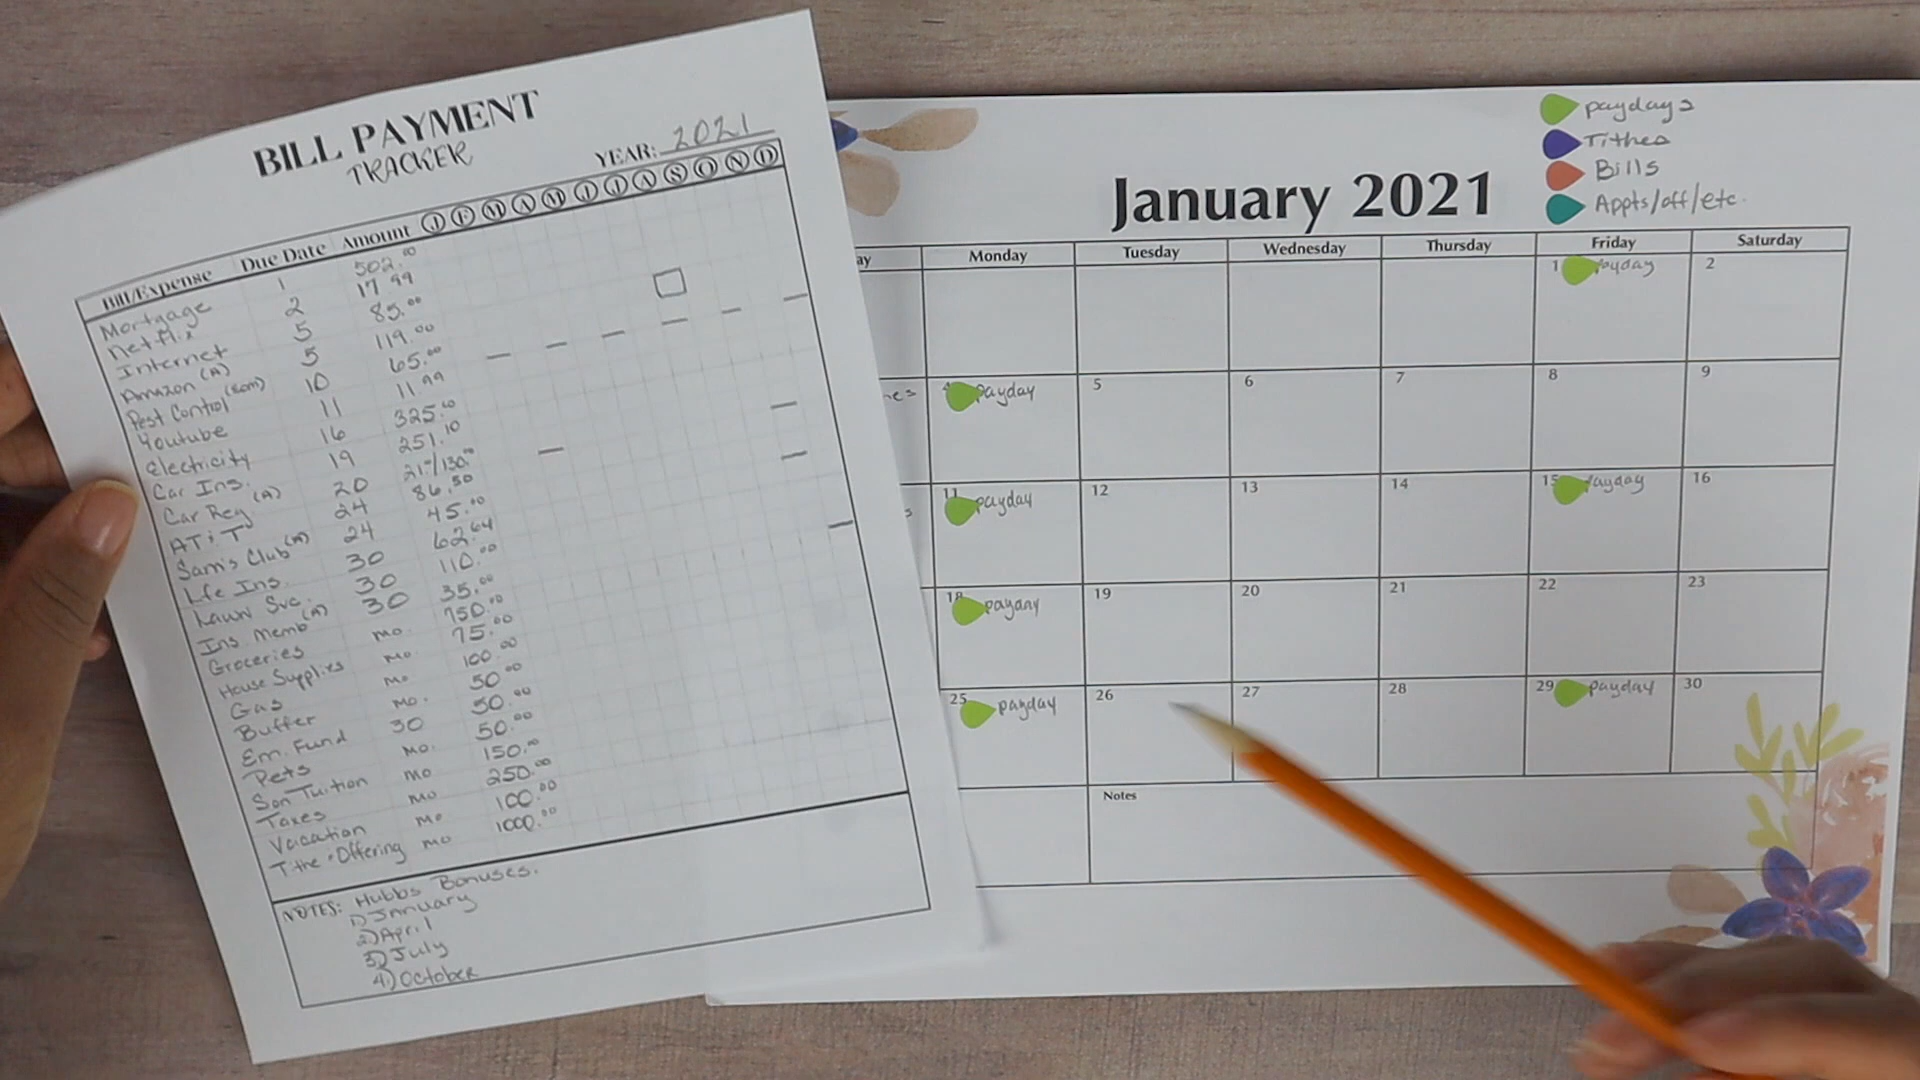 BILL PAYMENT
TRACKER
YEAR: 2021
Bill/Expense Due Date Amount J F M A M J J A S O N D
Mortgage 1 502.00
Netflix 2 17.99
Internet 5 85.00
Amazon (A) 5 119.00
Pest Control (Sem) 10 65.00
Youtube 11 11.99
Electricity 16 325.00
Car Ins. 19 251.10
Car Reg (A) 20 21-/130.00
AT&T 24 86.50
Sam's Club (A) 24 45.00
Life Ins. 30 62.64
Lawn Svc. 30 110.00
Ins. Memb (A) 30 35.00
Groceries mo. 750.00
House Supplies mo 75.00
Gas mo 100.00
Buffer mo. 50.00
Em. Fund 30 50.00
Pets mo. 50.00
Son Tuition mo 150.00
Taxes mo 250.00
Vacation mo 100.00
Tithe + Offering mo 1000.00
NOTES: Hubbs Bonuses.
1) January
2) April
3) July
4.) October
January 2021
paydays
Tithes
Bills
Appts/off/etc.
ay Monday Tuesday Wednesday Thursday Friday Saturday
1 payday 2
4 payday 5 6 7 8 9
11 payday 12 13 14 15 payday 16
18 payday 19 20 21 22 23
25 payday 26 27 28 29 payday 30
Notes